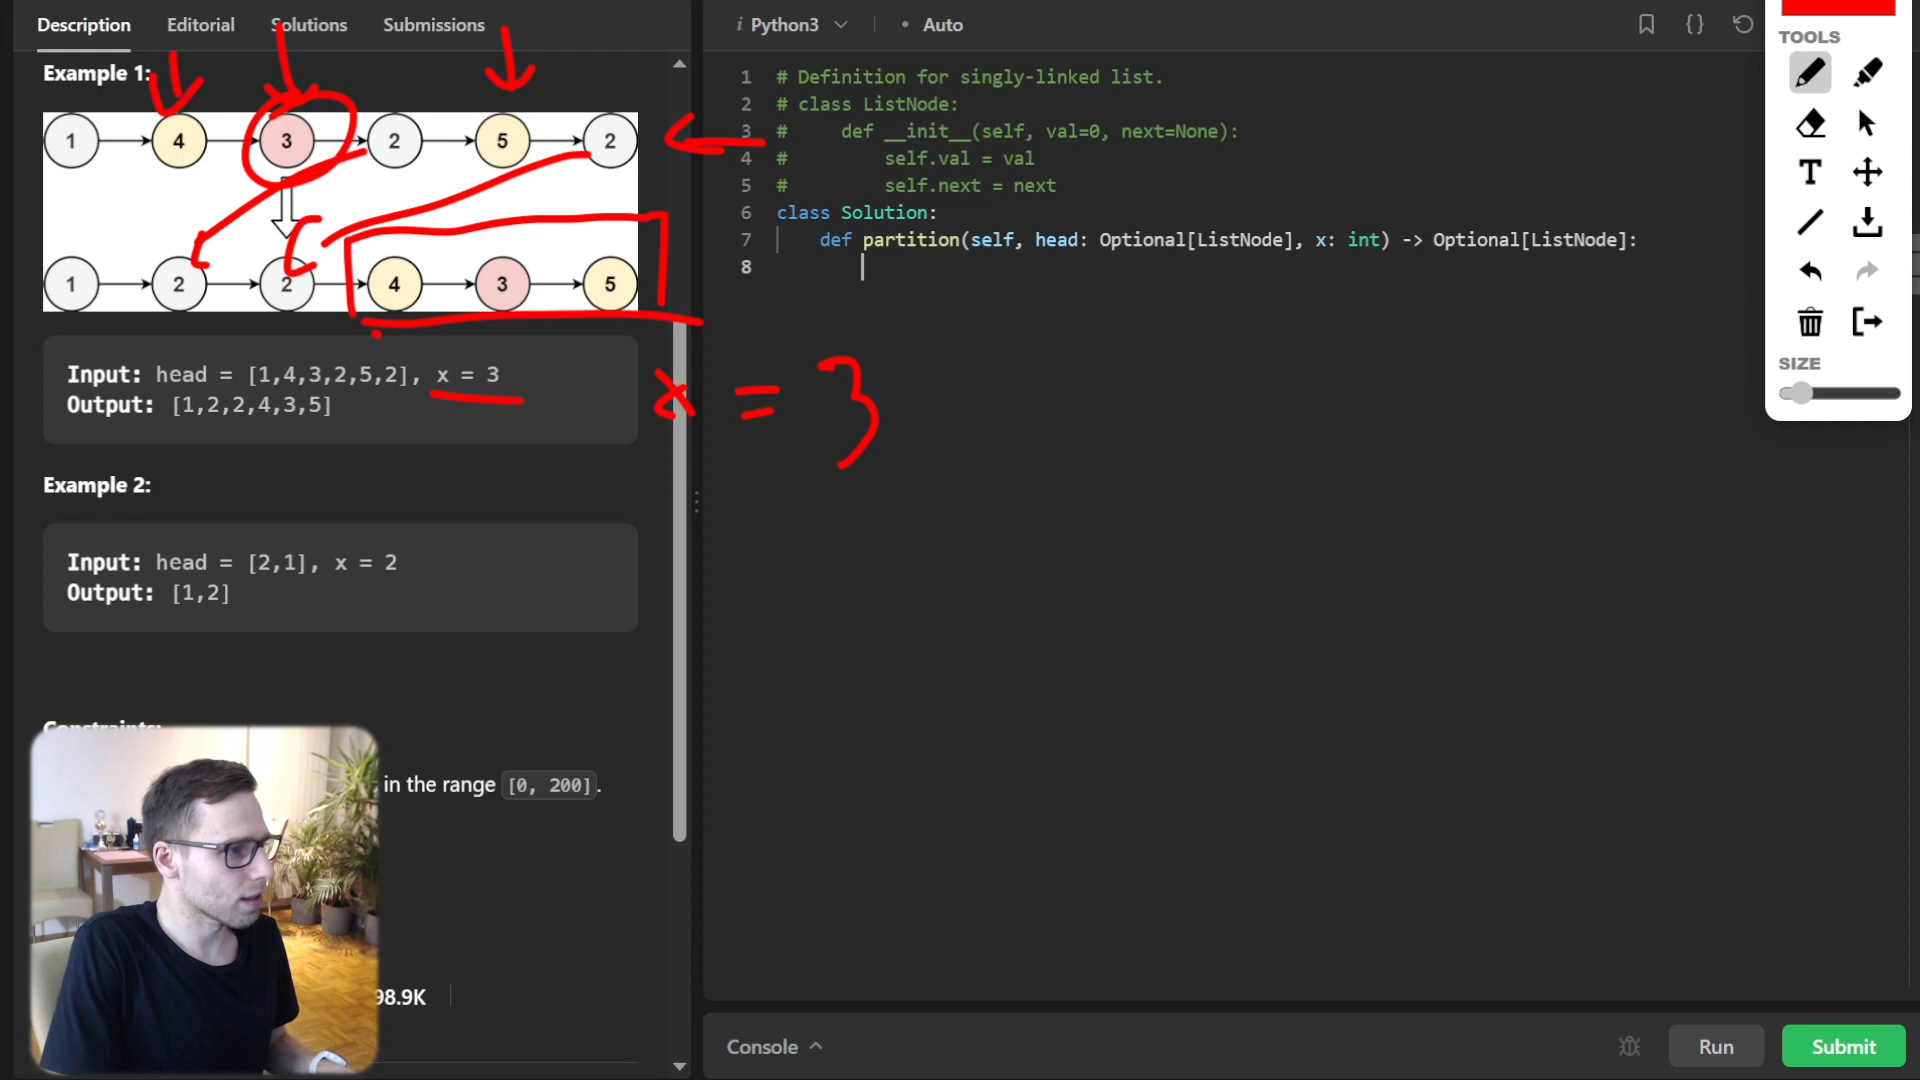 Description Editorial Solutions Submissions
Example 1:
1 4 3 2 5 2
1 2 2 4 3 5
Input: head = [1,4,3,2,5,2], x = 3
Output: [1,2,2,4,3,5]
x = 3
Example 2:
Input: head = [2,1], x = 2
Output: [1,2]
Constraints:
in the range [0, 200].
98.9K
i Python3 • Auto
1 # Definition for singly-linked list.
2 # class ListNode:
3 #     def __init__(self, val=0, next=None):
4 #         self.val = val
5 #         self.next = next
6 class Solution:
7     def partition(self, head: Optional[ListNode], x: int) -> Optional[ListNode]:
8
{}
Console
Run
Submit
TOOLS
T
SIZE